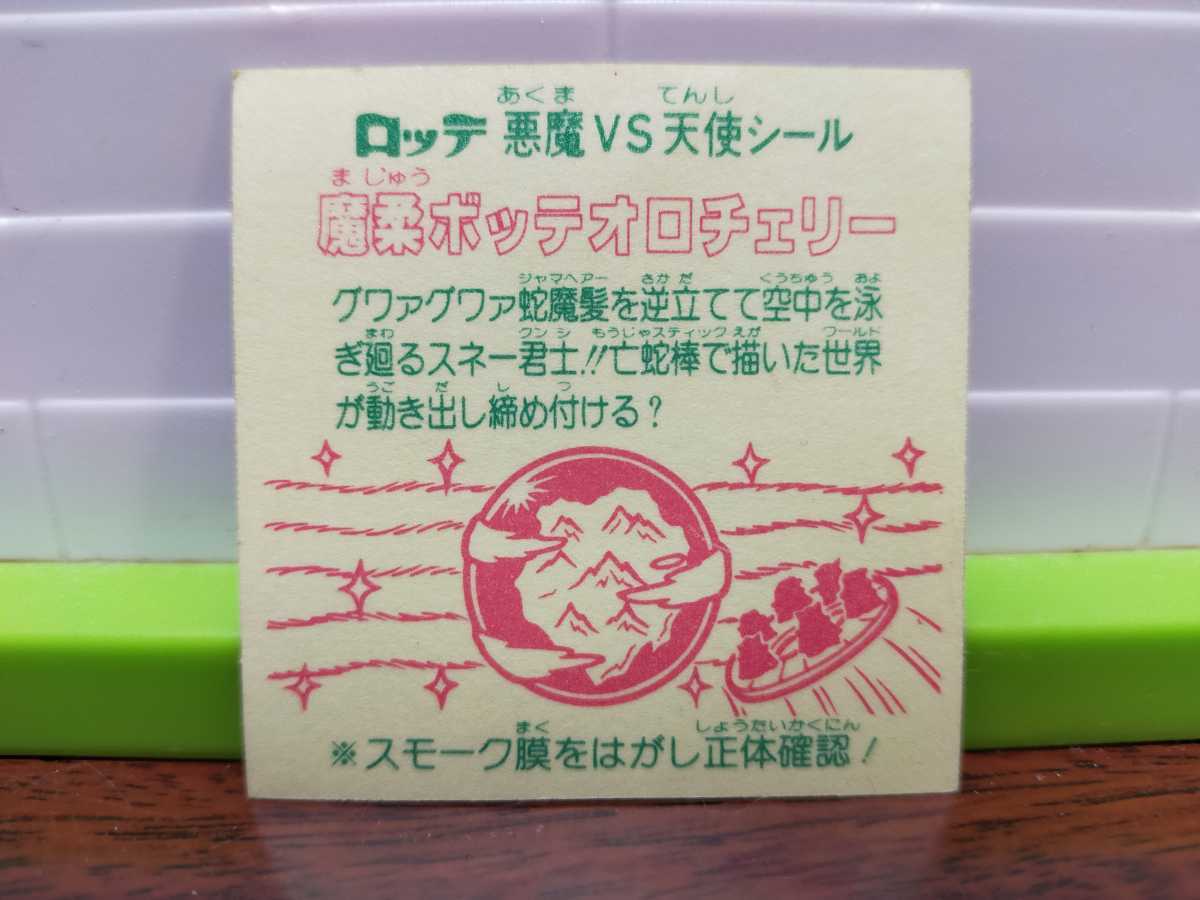 あくま てんし
ロッテ 悪魔VS天使シール
まじゅう
魔柔ボッテオロチェリー
ジャマヘアー さかだ くうちゅう およ
グワァグワァ蛇魔髪を逆立てて空中を泳
まわ クンシ もうじゃスティック えが ワールド
ぎ廻るスネー君士!!亡蛇棒で描いた世界
うご だ し つ
が動き出し締め付ける?
まく しょうたいかくにん
※スモーク膜をはがし正体確認!